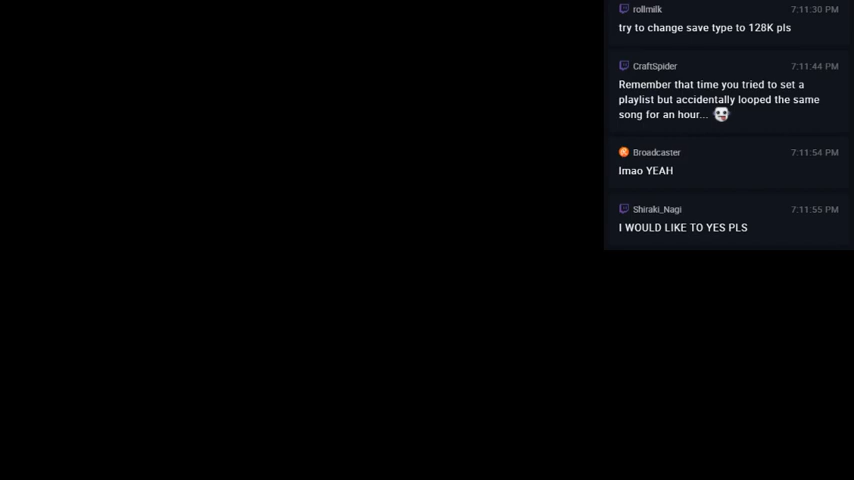 rollmilk 7:11:30 PM
try to change save type to 128K pls
CraftSpider 7:11:44 PM
Remember that time you tried to set a
playlist but accidentally looped the same
song for an hour...
Broadcaster 7:11:54 PM
lmao YEAH
Shiraki_Nagi 7:11:55 PM
I WOULD LIKE TO YES PLS